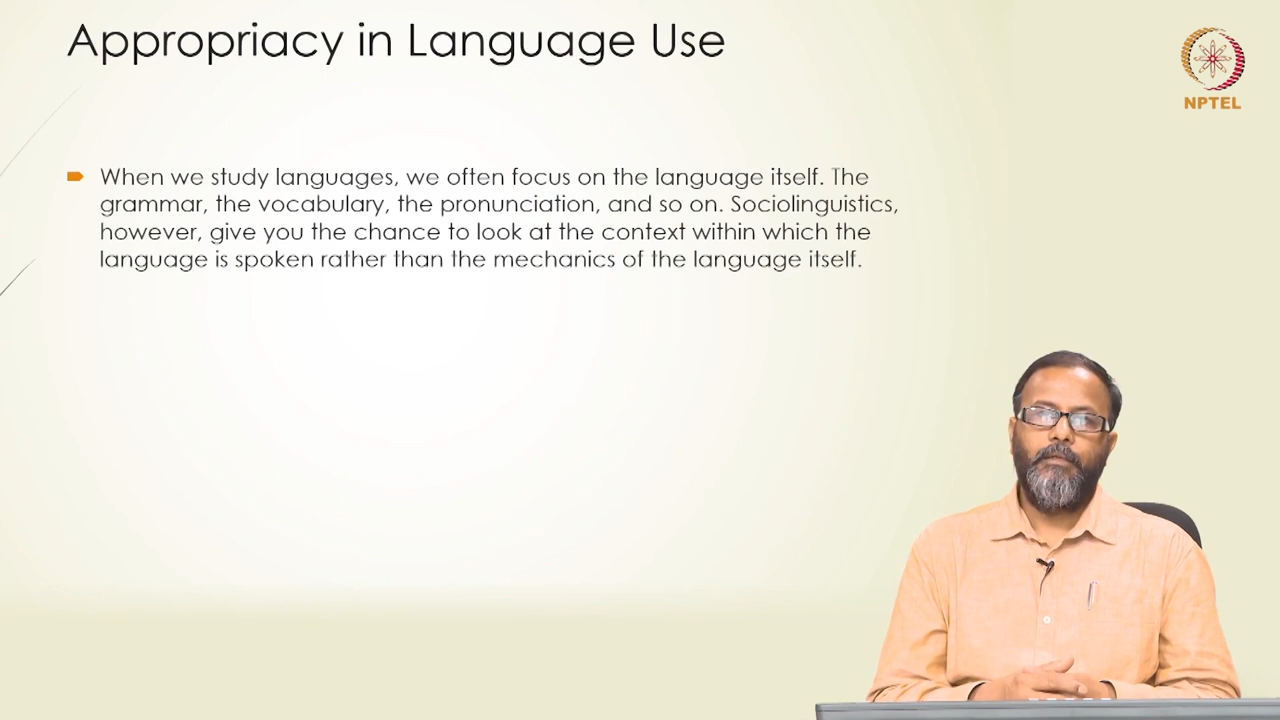 Appropriacy in Language Use
NPTEL
When we study languages, we often focus on the language itself. The
grammar, the vocabulary, the pronunciation, and so on. Sociolinguistics,
however, give you the chance to look at the context within which the
language is spoken rather than the mechanics of the language itself.